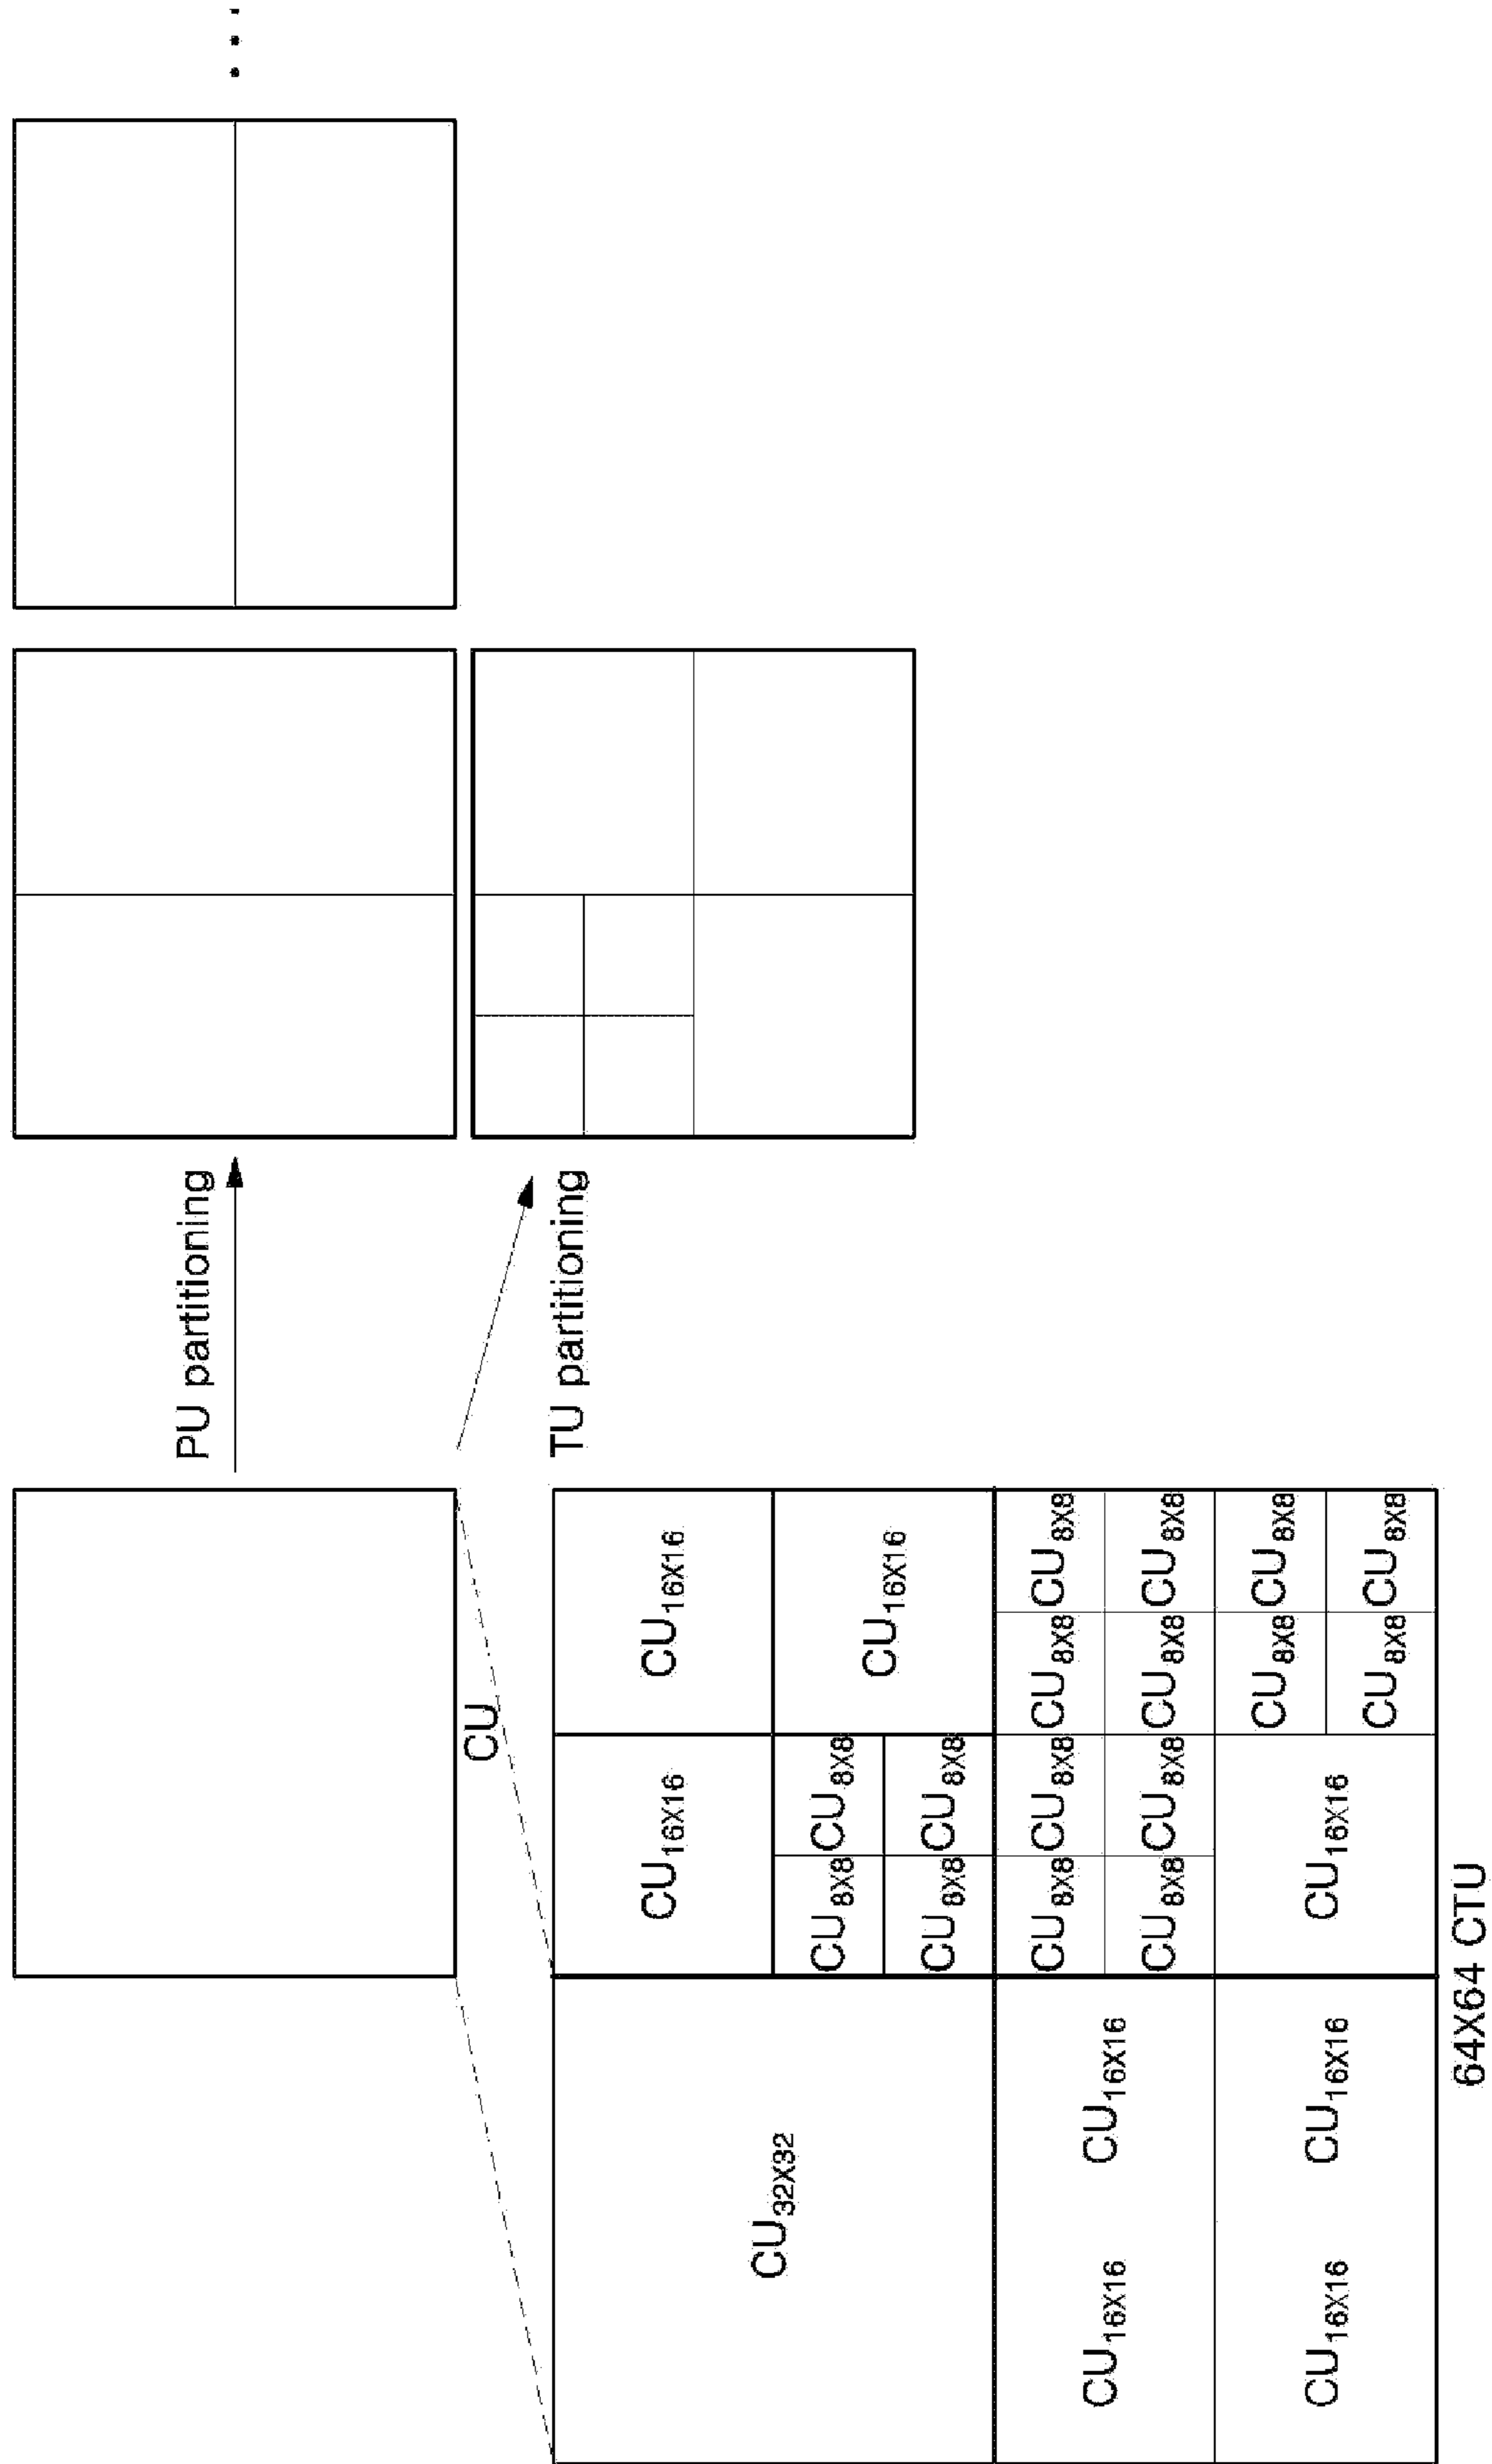 PU partitioning
...
CU
TU partitioning
CU16X16 CU16X16
CU32X32
CU8X8 CU8X8
CU16X16
CU8X8 CU8X8
CU8X8 CU8X8 CU8X8 CU8X8
CU16X16 CU16X16
CU8X8 CU8X8 CU8X8 CU8X8
CU8X8 CU8X8
CU16X16 CU16X16 CU16X16
CU8X8 CU8X8
64X64 CTU